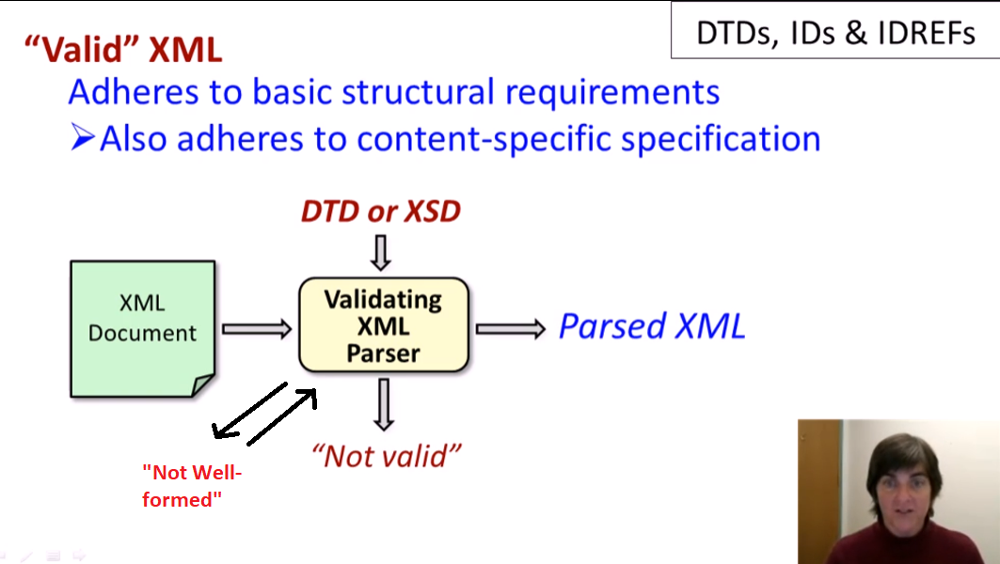 DTDs, IDs & IDREFs
“Valid” XML
Adheres to basic structural requirements
➢Also adheres to content-specific specification
DTD or XSD
XML
Document
Validating
XML
Parser
Parsed XML
“Not valid”
"Not Well-
formed"